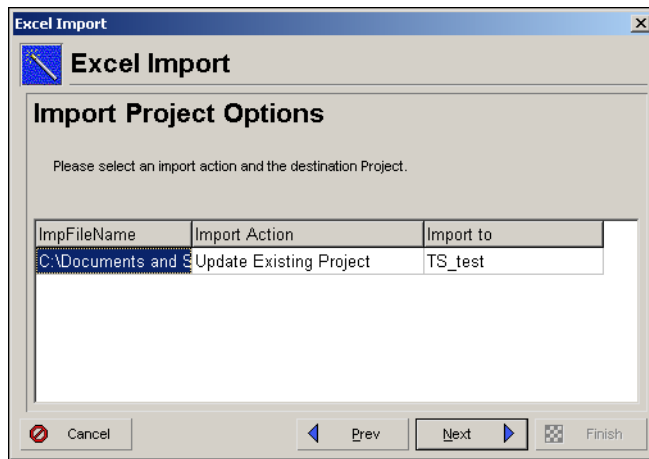 Excel Import
Excel Import
Import Project Options
Please select an import action and the destination Project.
ImpFileName Import Action Import to
C:\Documents and S Update Existing Project TS_test
Cancel Prev Next Finish